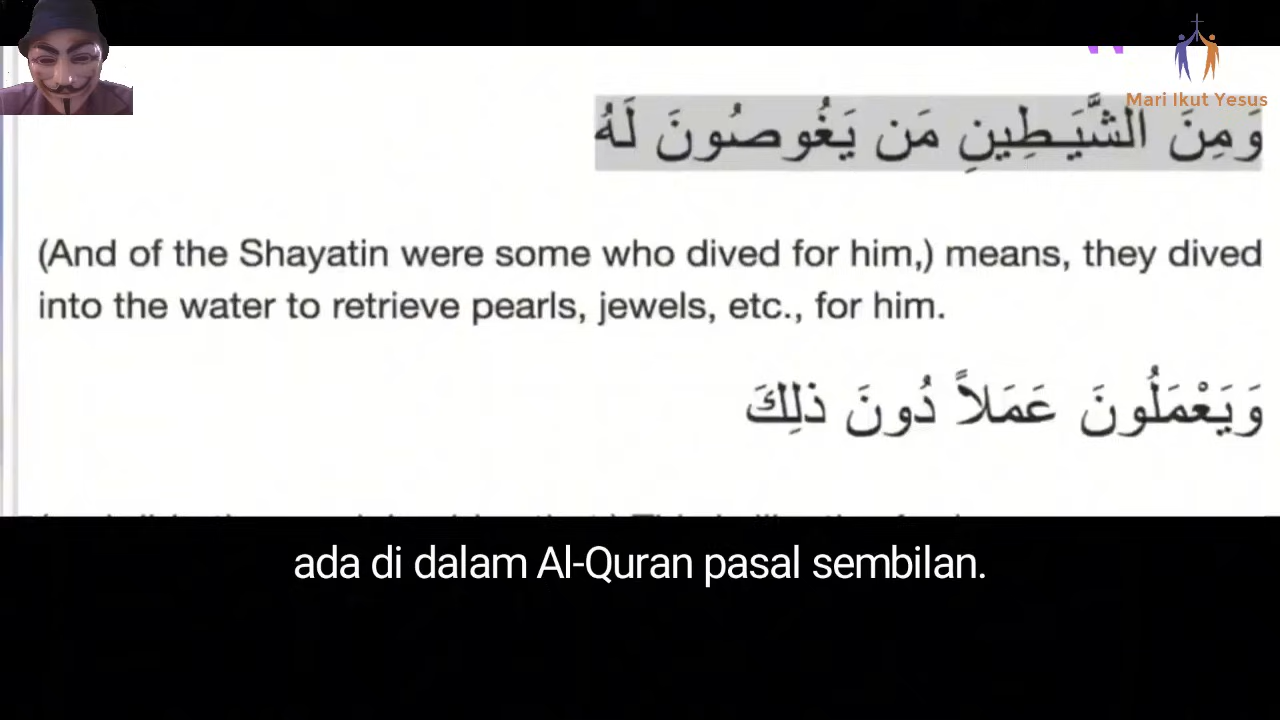 Mari Ikut Yesus
وَمِنَ الشَّيَـطِينِ مَن يَغُوصُونَ لَهُ
(And of the Shayatin were some who dived for him,) means, they dived
into the water to retrieve pearls, jewels, etc., for him.
وَيَعْمَلُونَ عَمَلاً دُونَ ذلِكَ
ada di dalam Al-Quran pasal sembilan.